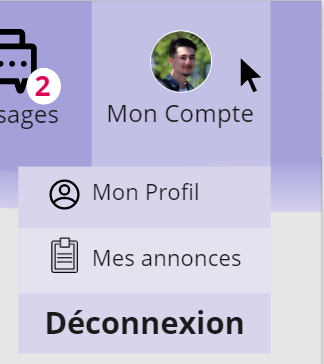 2
sages
Mon Compte
Mon Profil
Mes annonces
Déconnexion